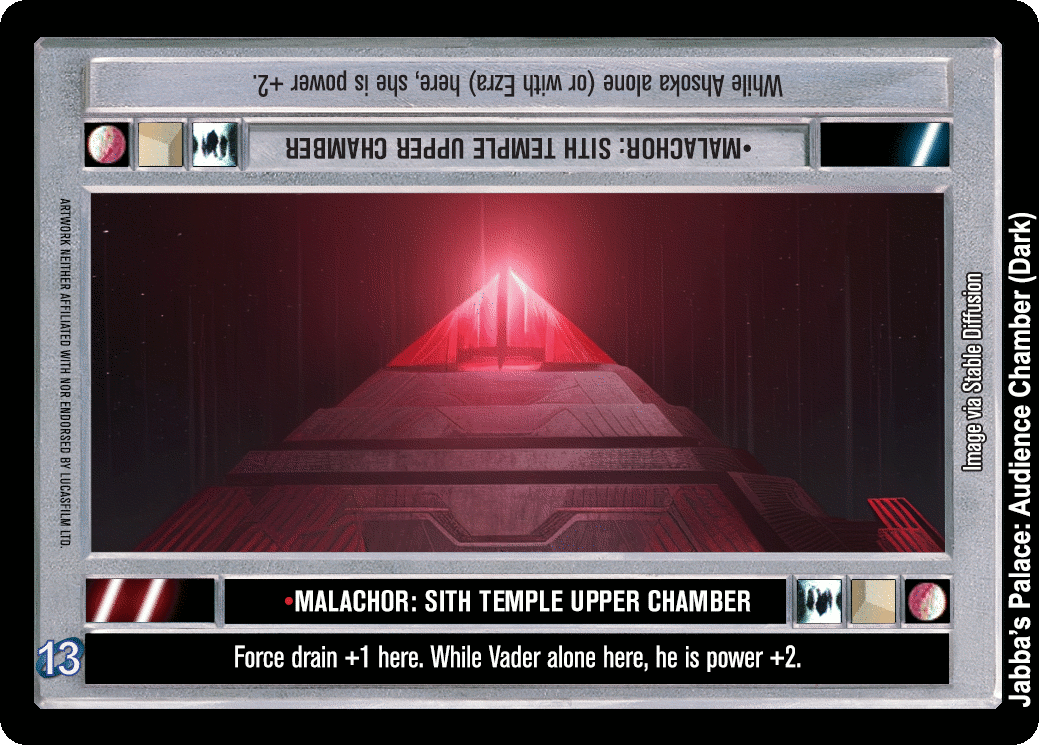 While Ahsoka alone (or with Ezra) here, she is power +2.
•MALACHOR: SITH TEMPLE UPPER CHAMBER
ARTWORK NEITHER AFFILIATED WITH NOR ENDORSED BY LUCASFILM LTD.
Image via Stable Diffusion
Jabba's Palace: Audience Chamber (Dark)
•MALACHOR: SITH TEMPLE UPPER CHAMBER
13
Force drain +1 here. While Vader alone here, he is power +2.